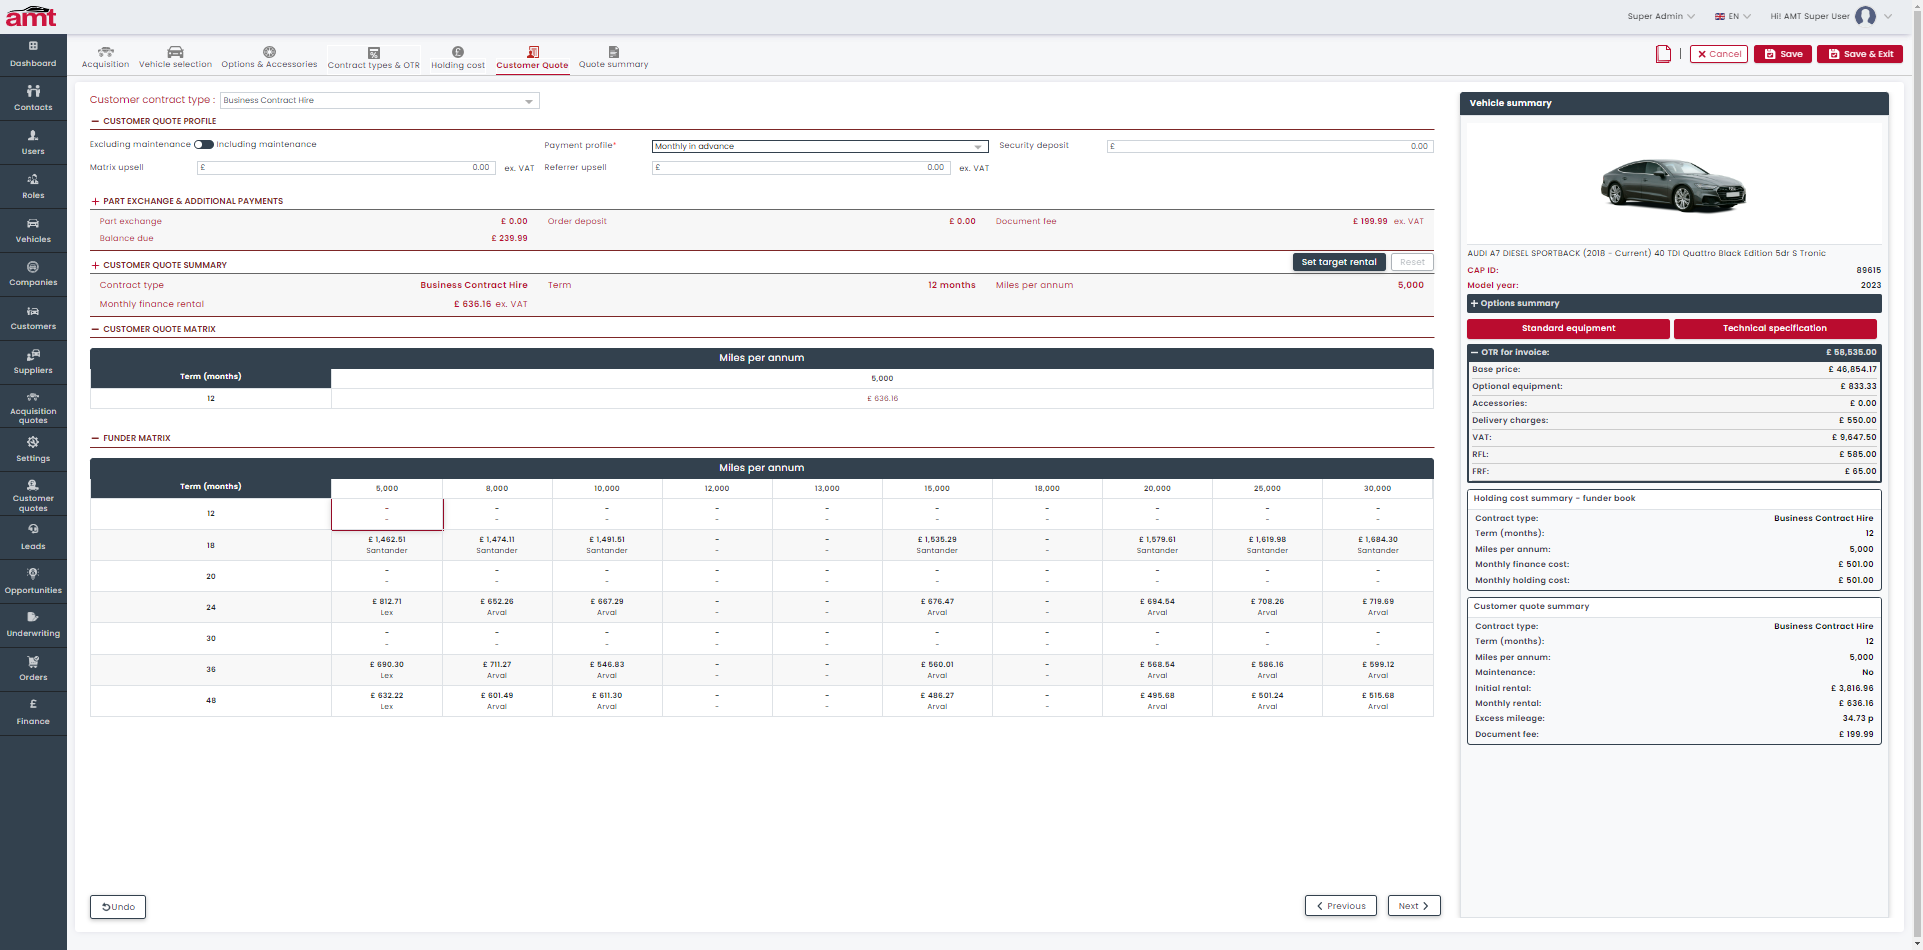 amt
Super Admin
EN
Hi! AMT Super User
Dashboard
Contacts
Users
Roles
Vehicles
Companies
Customers
Suppliers
Acquisition
quotes
Settings
Customer
quotes
Leads
Opportunities
Underwriting
Orders
£
Finance
Acquisition Vehicle selection Options & Accessories Contract types & OTR Holding cost Customer Quote Quote summary
Cancel Save Save & Exit
Customer contract type : Business Contract Hire
CUSTOMER QUOTE PROFILE
Excluding maintenance Including maintenance Payment profile* Monthly in advance Security deposit £ 0.00
Matrix upsell £ 0.00 ex. VAT Referrer upsell £ 0.00 ex. VAT
+ PART EXCHANGE & ADDITIONAL PAYMENTS
Part exchange £ 0.00 Order deposit £ 0.00 Document fee £ 199.99 ex. VAT
Balance due £ 239.99
+ CUSTOMER QUOTE SUMMARY Set target rental Reset
Contract type Business Contract Hire Term 12 months Miles per annum 5,000
Monthly finance rental £ 636.16 ex. VAT
CUSTOMER QUOTE MATRIX
Miles per annum
Term (months) 5,000
12 £ 636.16
FUNDER MATRIX
Miles per annum
Term (months) 5,000 8,000 10,000 12,000 13,000 15,000 18,000 20,000 25,000 30,000
12 - - - - - - - - - -
- - - - - - - - - -
18 £ 1,462.51 £ 1,474.11 £ 1,491.51 - - £ 1,535.29 - £ 1,579.61 £ 1,619.98 £ 1,684.30
Santander Santander Santander - - Santander - Santander Santander Santander
20 - - - - - - - - - -
- - - - - - - - - -
24 £ 812.71 £ 652.26 £ 667.29 - - £ 676.47 - £ 694.54 £ 708.26 £ 719.69
Lex Arval Arval - - Arval - Arval Arval Arval
30 - - - - - - - - - -
- - - - - - - - - -
36 £ 690.30 £ 711.27 £ 546.83 - - £ 560.01 - £ 568.54 £ 586.16 £ 599.12
Lex Arval Arval - - Arval - Arval Arval Arval
48 £ 632.22 £ 601.49 £ 611.30 - - £ 486.27 - £ 495.68 £ 501.24 £ 515.68
Lex Arval Arval - - Arval - Arval Arval Arval
Undo
Previous Next
Vehicle summary
AUDI A7 DIESEL SPORTBACK (2018 - Current) 40 TDI Quattro Black Edition 5dr S Tronic
CAP ID: 89615
Model year: 2023
+ Options summary
Standard equipment Technical specification
OTR for invoice: £ 58,535.00
Base price: £ 46,854.17
Optional equipment: £ 833.33
Accessories: £ 0.00
Delivery charges: £ 550.00
VAT: £ 9,647.50
RFL: £ 585.00
FRF: £ 65.00
Holding cost summary - funder book
Contract type: Business Contract Hire
Term (months): 12
Miles per annum: 5,000
Monthly finance cost: £ 501.00
Monthly holding cost: £ 501.00
Customer quote summary
Contract type: Business Contract Hire
Term (months): 12
Miles per annum: 5,000
Maintenance: No
Initial rental: £ 3,816.96
Monthly rental: £ 636.16
Excess mileage: 34.73 p
Document fee: £ 199.99